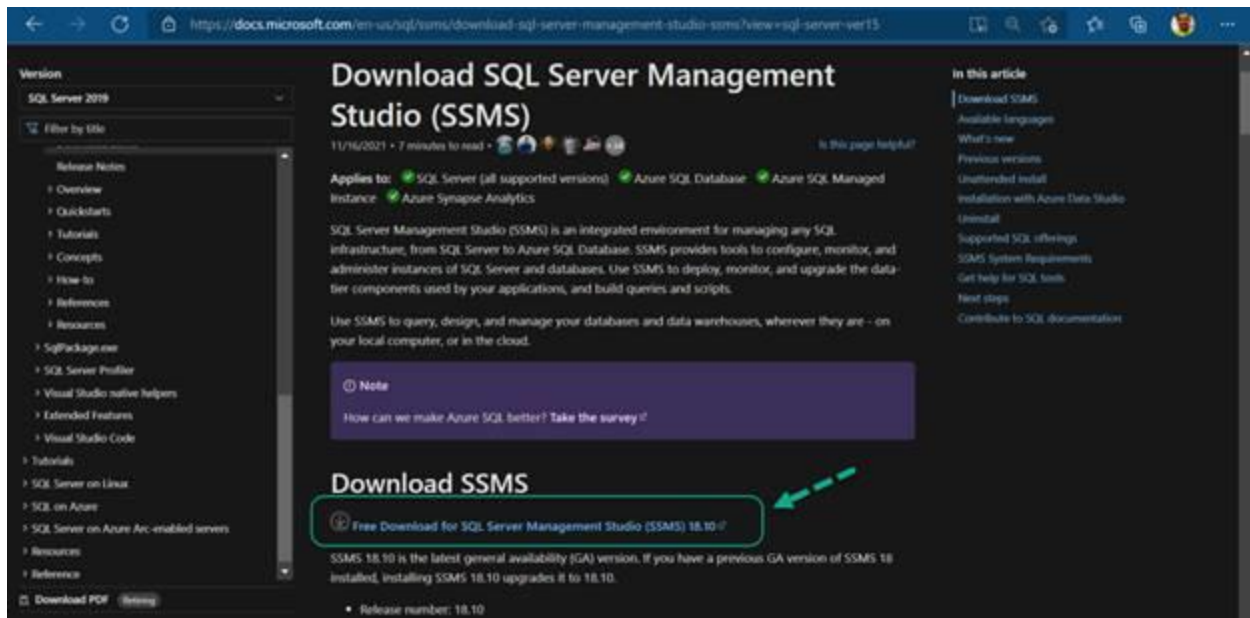 https://docs.microsoft.com/en-us/sql/ssms/download-sql-server-management-studio-ssms?view=sql-server-ver15
Version
SQL Server 2019
Filter by title
Release Notes
Overview
Quickstarts
Tutorials
Concepts
How-to
References
Resources
SqlPackage.exe
SQL Server Profiler
Visual Studio native helpers
Extended Features
Visual Studio Code
Tutorials
SQL Server on Linux
SQL on Azure
SQL Server on Azure Arc-enabled servers
Resources
Reference
Download PDF
Download SQL Server Management
Studio (SSMS)
11/16/2021 • 7 minutes to read •
Is this page helpful?
Applies to: SQL Server (all supported versions) Azure SQL Database Azure SQL Managed
Instance Azure Synapse Analytics
SQL Server Management Studio (SSMS) is an integrated environment for managing any SQL
infrastructure, from SQL Server to Azure SQL Database. SSMS provides tools to configure, monitor, and
administer instances of SQL Server and databases. Use SSMS to deploy, monitor, and upgrade the data-
tier components used by your applications, and build queries and scripts.
Use SSMS to query, design, and manage your databases and data warehouses, wherever they are - on
your local computer, or in the cloud.
Note
How can we make Azure SQL better? Take the survey
Download SSMS
Free Download for SQL Server Management Studio (SSMS) 18.10
SSMS 18.10 is the latest general availability (GA) version. If you have a previous GA version of SSMS 18
installed, installing SSMS 18.10 upgrades it to 18.10.
• Release number: 18.10
In this article
Download SSMS
Available languages
What's new
Previous versions
Unattended install
Installation with Azure Data Studio
Uninstall
Supported SQL offerings
SSMS System Requirements
Get help for SQL tools
Next steps
Contribute to SQL documentation